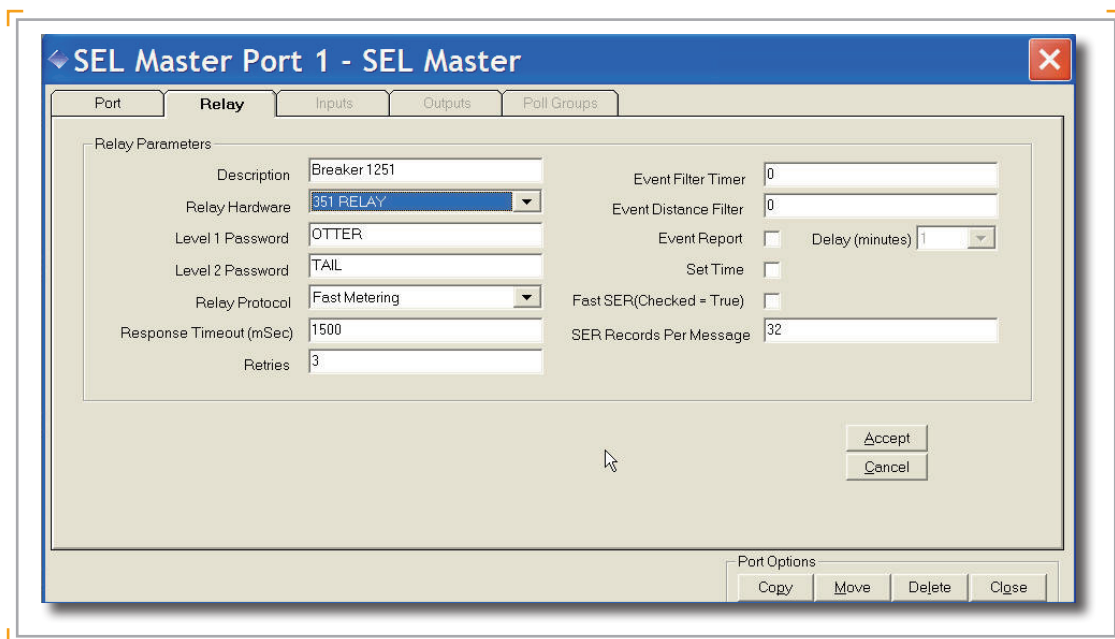 SEL Master Port 1 - SEL Master
Port
Relay
Inputs
Outputs
Poll Groups
Relay Parameters
Description
Breaker 1251
Relay Hardware
351 RELAY
Level 1 Password
OTTER
Level 2 Password
TAIL
Relay Protocol
Fast Metering
Response Timeout (mSec)
1500
Retries
3
Event Filter Timer
0
Event Distance Filter
0
Event Report
Delay (minutes)
1
Set Time
Fast SER(Checked = True)
SER Records Per Message
32
Accept
Cancel
Port Options
Copy
Move
Delete
Close